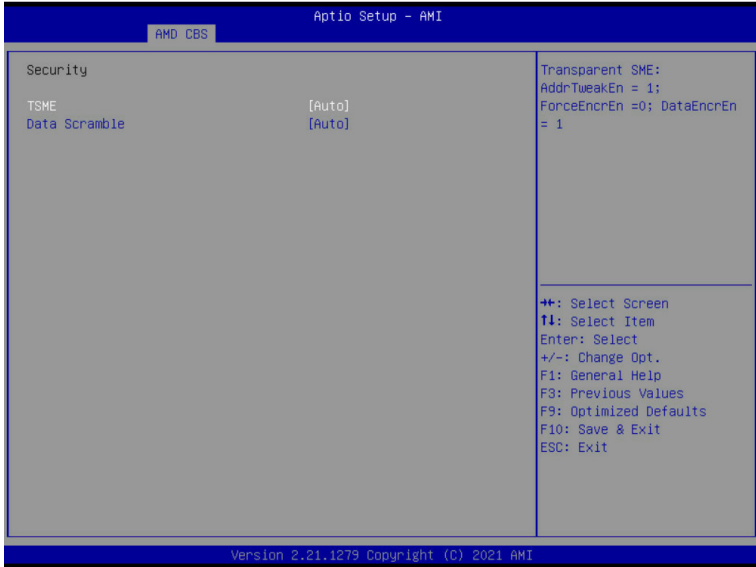 Aptio Setup - AMI
AMD CBS
Security
TSME [Auto]
Data Scramble [Auto]
Transparent SME:
AddrTweakEn = 1;
ForceEncrEn =0; DataEncrEn
= 1
→←: Select Screen
↑↓: Select Item
Enter: Select
+/-: Change Opt.
F1: General Help
F3: Previous Values
F9: Optimized Defaults
F10: Save & Exit
ESC: Exit
Version 2.21.1279 Copyright (C) 2021 AMI